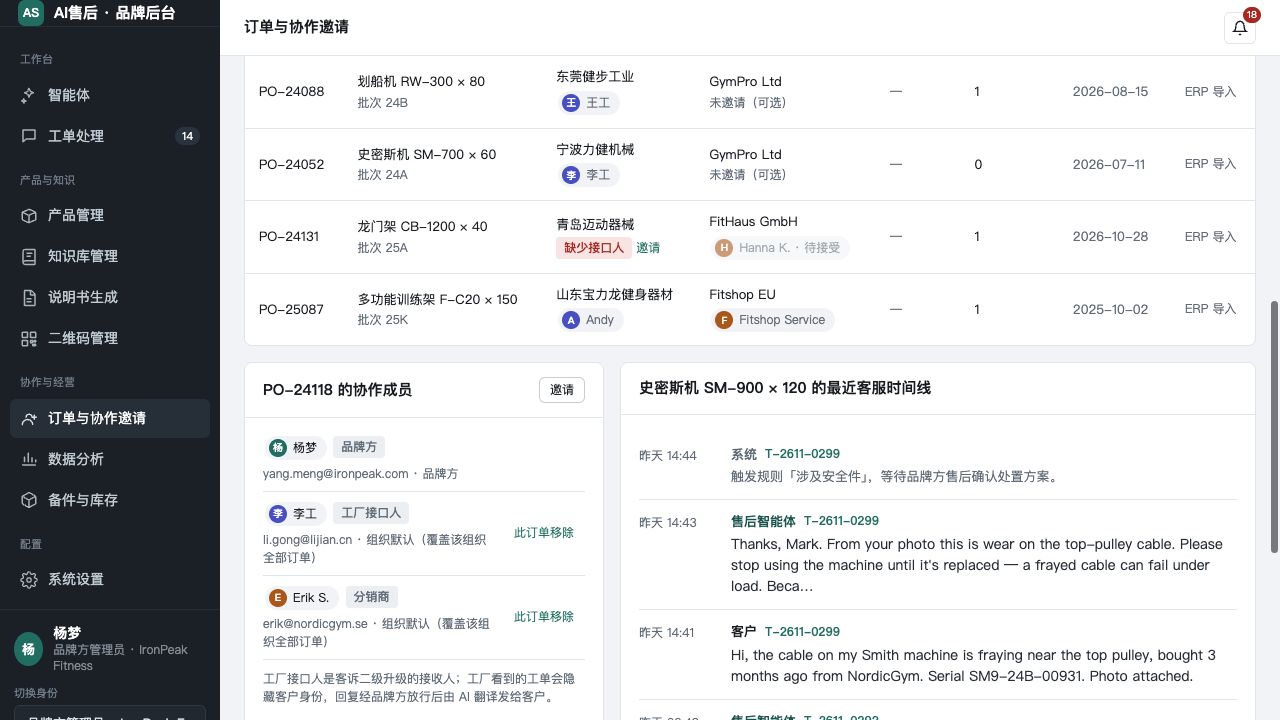 AS AI售后 · 品牌后台
工作台
智能体
工单处理 14
产品与知识
产品管理
知识库管理
说明书生成
二维码管理
协作与经营
订单与协作邀请
数据分析
备件与库存
配置
系统设置
杨 杨梦
品牌方管理员 · IronPeak
Fitness
切换身份
订单与协作邀请
18
PO-24088 划船机 RW-300 × 80 批次 24B 东莞健步工业 王 王工 GymPro Ltd 未邀请（可选） — 1 2026-08-15 ERP 导入
PO-24052 史密斯机 SM-700 × 60 批次 24A 宁波力健机械 李 李工 GymPro Ltd 未邀请（可选） — 0 2026-07-11 ERP 导入
PO-24131 龙门架 CB-1200 × 40 批次 25A 青岛迈动器械 缺少接口人 邀请 FitHaus GmbH H Hanna K. · 待接受 — 1 2026-10-28 ERP 导入
PO-25087 多功能训练架 F-C20 × 150 批次 25K 山东宝力龙健身器材 A Andy Fitshop EU F Fitshop Service — 1 2025-10-02 ERP 导入
PO-24118 的协作成员 邀请
杨 杨梦 品牌方
yang.meng@ironpeak.com · 品牌方
李 李工 工厂接口人
li.gong@lijian.cn · 组织默认（覆盖该组织
全部订单）
此订单移除
E Erik S. 分销商
erik@nordicgym.se · 组织默认（覆盖该组
织全部订单）
此订单移除
工厂接口人是客诉二级升级的接收人；工厂看到的工单会隐
藏客户身份，回复经品牌方放行后由 AI 翻译发给客户。
史密斯机 SM-900 × 120 的最近客服时间线
昨天 14:44 系统 T-2611-0299
触发规则「涉及安全件」，等待品牌方售后确认处置方案。
昨天 14:43 售后智能体 T-2611-0299
Thanks, Mark. From your photo this is wear on the top-pulley cable. Please
stop using the machine until it's replaced — a frayed cable can fail under
load. Beca…
昨天 14:41 客户 T-2611-0299
Hi, the cable on my Smith machine is fraying near the top pulley, bought 3
months ago from NordicGym. Serial SM9-24B-00931. Photo attached.